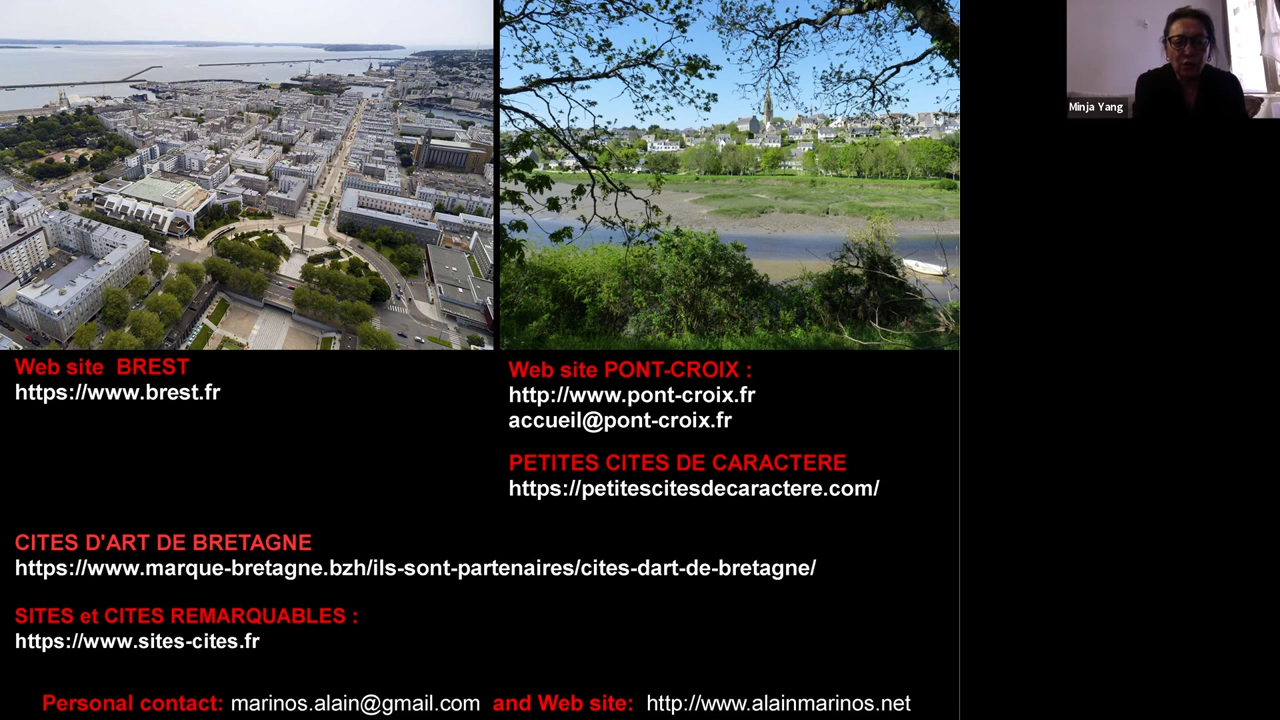 Minja Yang
Web site BREST
https://www.brest.fr
Web site PONT-CROIX :
http://www.pont-croix.fr
accueil@pont-croix.fr
PETITES CITES DE CARACTERE
https://petitescitesdecaractere.com/
CITES D'ART DE BRETAGNE
https://www.marque-bretagne.bzh/ils-sont-partenaires/cites-dart-de-bretagne/
SITES et CITES REMARQUABLES :
https://www.sites-cites.fr
Personal contact: marinos.alain@gmail.com and Web site: http://www.alainmarinos.net